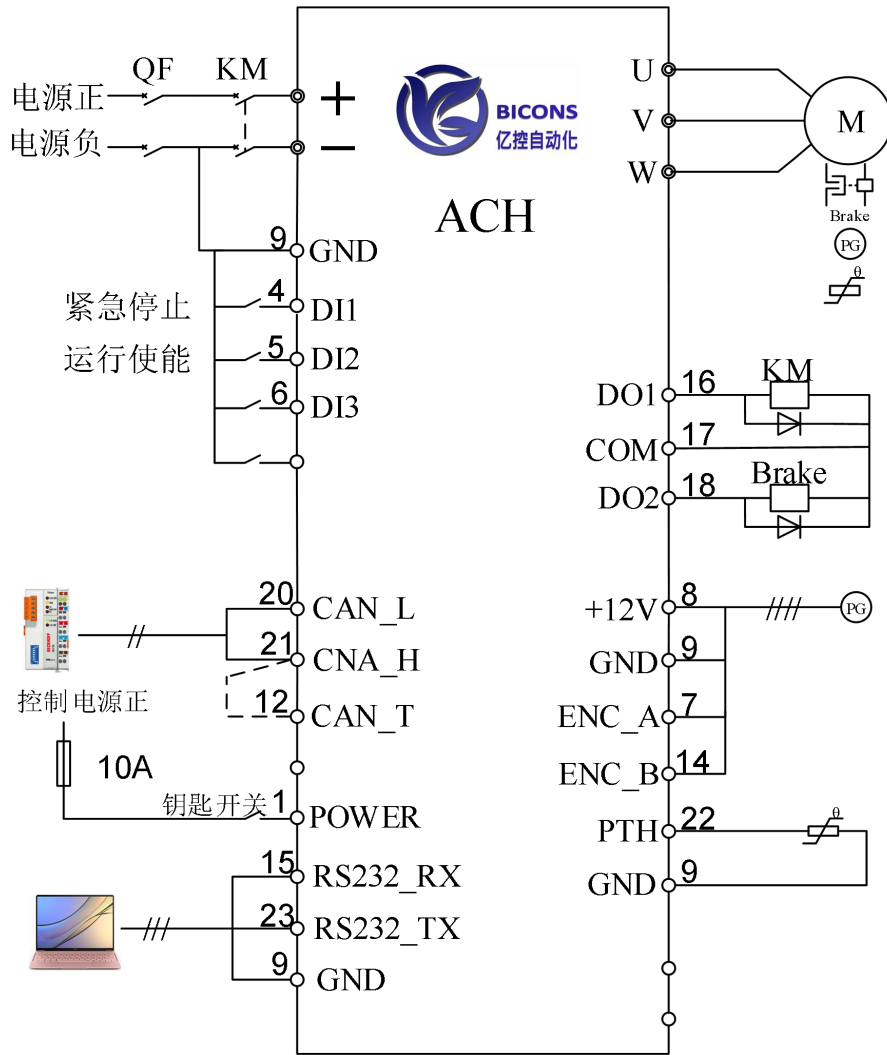 QF KM
电源正
+
电源负
−
BICONS
亿控自动化
ACH
U
V
W
M
Brake
PG
θ
9 GND
紧急停止 4 DI1
运行使能 5 DI2
6 DI3
KM
DO1 16
COM 17
Brake
DO2 18
20 CAN_L
21 CNA_H
12 CAN_T
控制电源正
10A
钥匙开关 1 POWER
15 RS232_RX
23 RS232_TX
9 GND
+12V 8 PG
GND 9
ENC_A 7
ENC_B 14
PTH 22 θ
GND 9